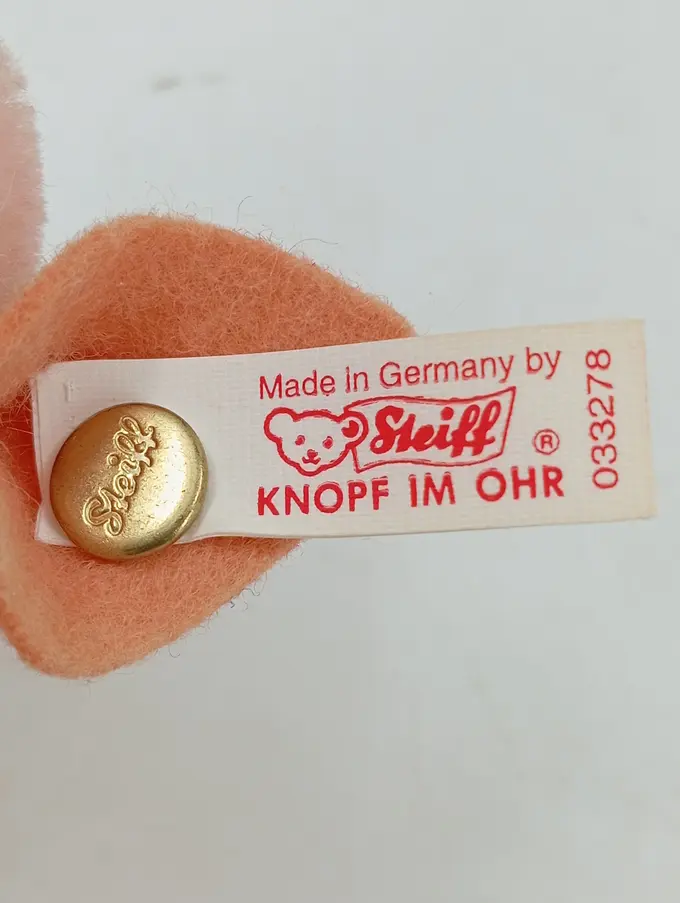 Steiff
Made in Germany by
Steiff ®
KNOPF IM OHR
033278